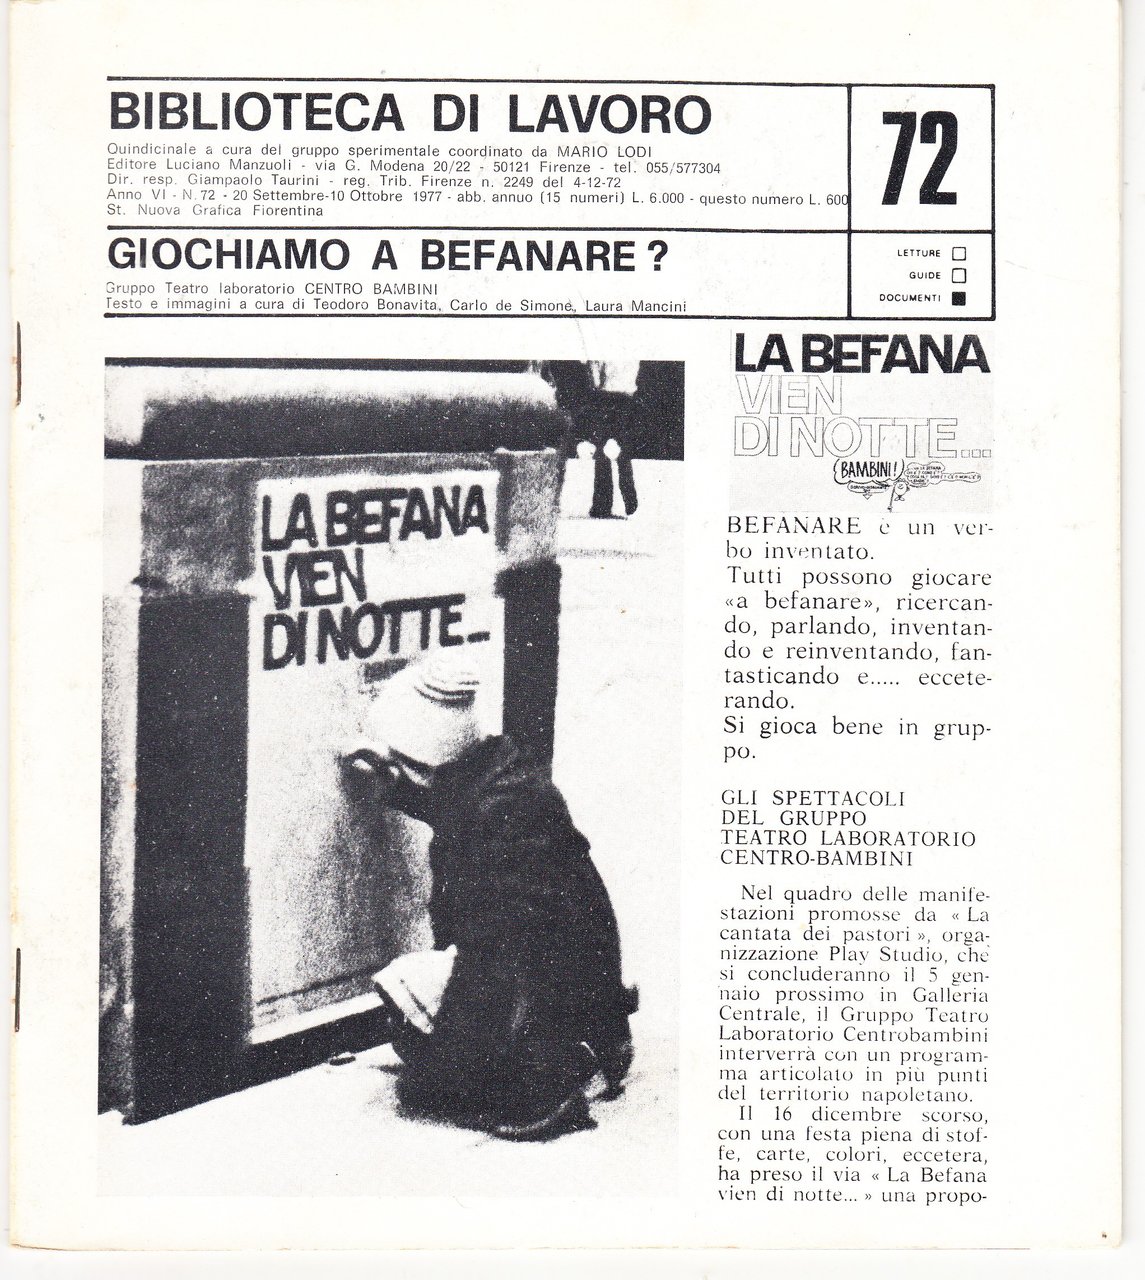 BIBLIOTECA DI LAVORO
Quindicinale a cura del gruppo sperimentale coordinato da MARIO LODI
Editore Luciano Manzuoli - via G. Modena 20/22 - 50121 Firenze - tel. 055/577304
Dir. resp. Giampaolo Taurini - reg. Trib. Firenze n. 2249 del 4-12-72
Anno VI - N. 72 - 20 Settembre-10 Ottobre 1977 - abb. annuo (15 numeri) L. 6.000 - questo numero L. 600
St. Nuova Grafica Fiorentina
72
GIOCHIAMO A BEFANARE ?
Gruppo Teatro laboratorio CENTRO BAMBINI
Testo e immagini a cura di Teodoro Bonavita, Carlo de Simone, Laura Mancini
LETTURE
GUIDE
DOCUMENTI
LA BEFANA
VIEN
DI NOTTE...
LA BEFANA
VIEN
DI NOTTE...
BAMBINI!
BEFANARE è un ver-
bo inventato.
Tutti possono giocare
«a befanare», ricercan-
do, parlando, inventan-
do e reinventando, fan-
tasticando e..... eccete-
rando.
Si gioca bene in grup-
po.
GLI SPETTACOLI
DEL GRUPPO
TEATRO LABORATORIO
CENTRO-BAMBINI
Nel quadro delle manife-
stazioni promosse da « La
cantata dei pastori », orga-
nizzazione Play Studio, che
si concluderanno il 5 gen-
naio prossimo in Galleria
Centrale, il Gruppo Teatro
Laboratorio Centrobambini
interverrà con un program-
ma articolato in più punti
del territorio napoletano.
Il 16 dicembre scorso,
con una festa piena di stof-
fe, carte, colori, eccetera,
ha preso il via « La Befana
vien di notte... » una propo-